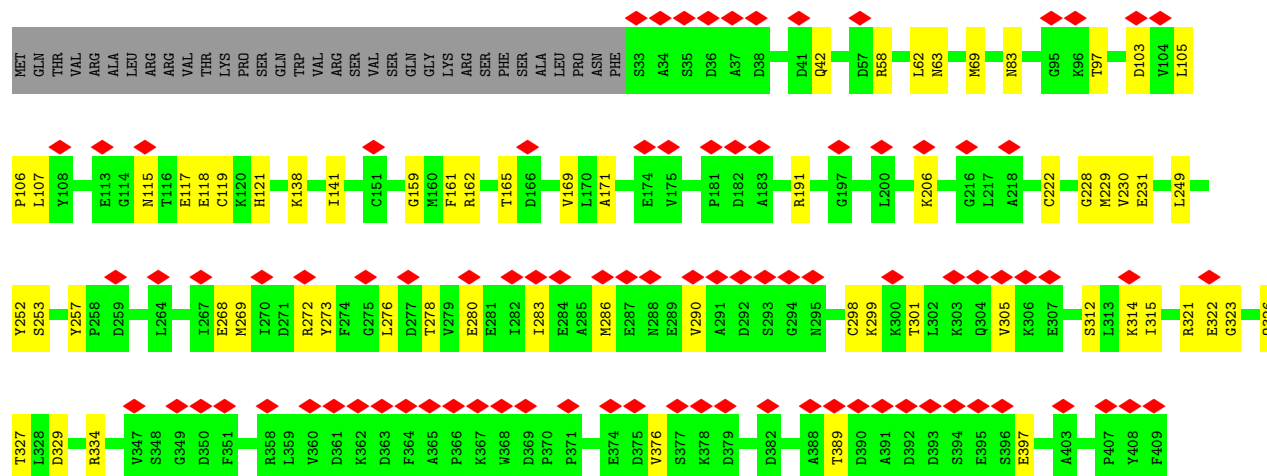 MET GLN THR VAL ARG ALA LEU ARG ARG VAL THR LYS PRO SER GLN TRP VAL ARG SER VAL SER GLN GLY LYS ARG SER PHE SER ALA LEU PRO ASN PHE S33 A34 S35 D36 A37 D38 D41 Q42 D57 R58 L62 N63 M69 N83 G95 K96 T97 D103 V104 L105
P106 L107 Y108 E113 G114 N115 T116 E117 E118 C119 K120 H121 K138 I141 C151 G159 M160 F161 R162 T165 D166 V169 L170 A171 E174 V175 P181 D182 A183 R191 G197 L200 K206 G216 L217 A218 C222 G228 M229 V230 E231 L249
Y252 S253 Y257 P258 D259 L264 I267 E268 M269 I270 D271 R272 Y273 F274 G275 L276 D277 T278 V279 E280 E281 I282 I283 E284 A285 M286 E287 N288 E289 V290 A291 D292 S293 G294 N295 C298 K299 K300 T301 L302 K303 Q304 V305 K306 E307 S312 L313 K314 I315 R321 E322 G323
T327 L328 D329 R334 V347 S348 G349 D350 F351 R358 L359 V360 D361 K362 D363 F364 A365 P366 K367 W368 D369 P370 P371 E374 D375 V376 S377 K378 D379 D382 A388 T389 D390 A391 D392 D393 S394 E395 S396 E397 A403 P407 Y408 F409